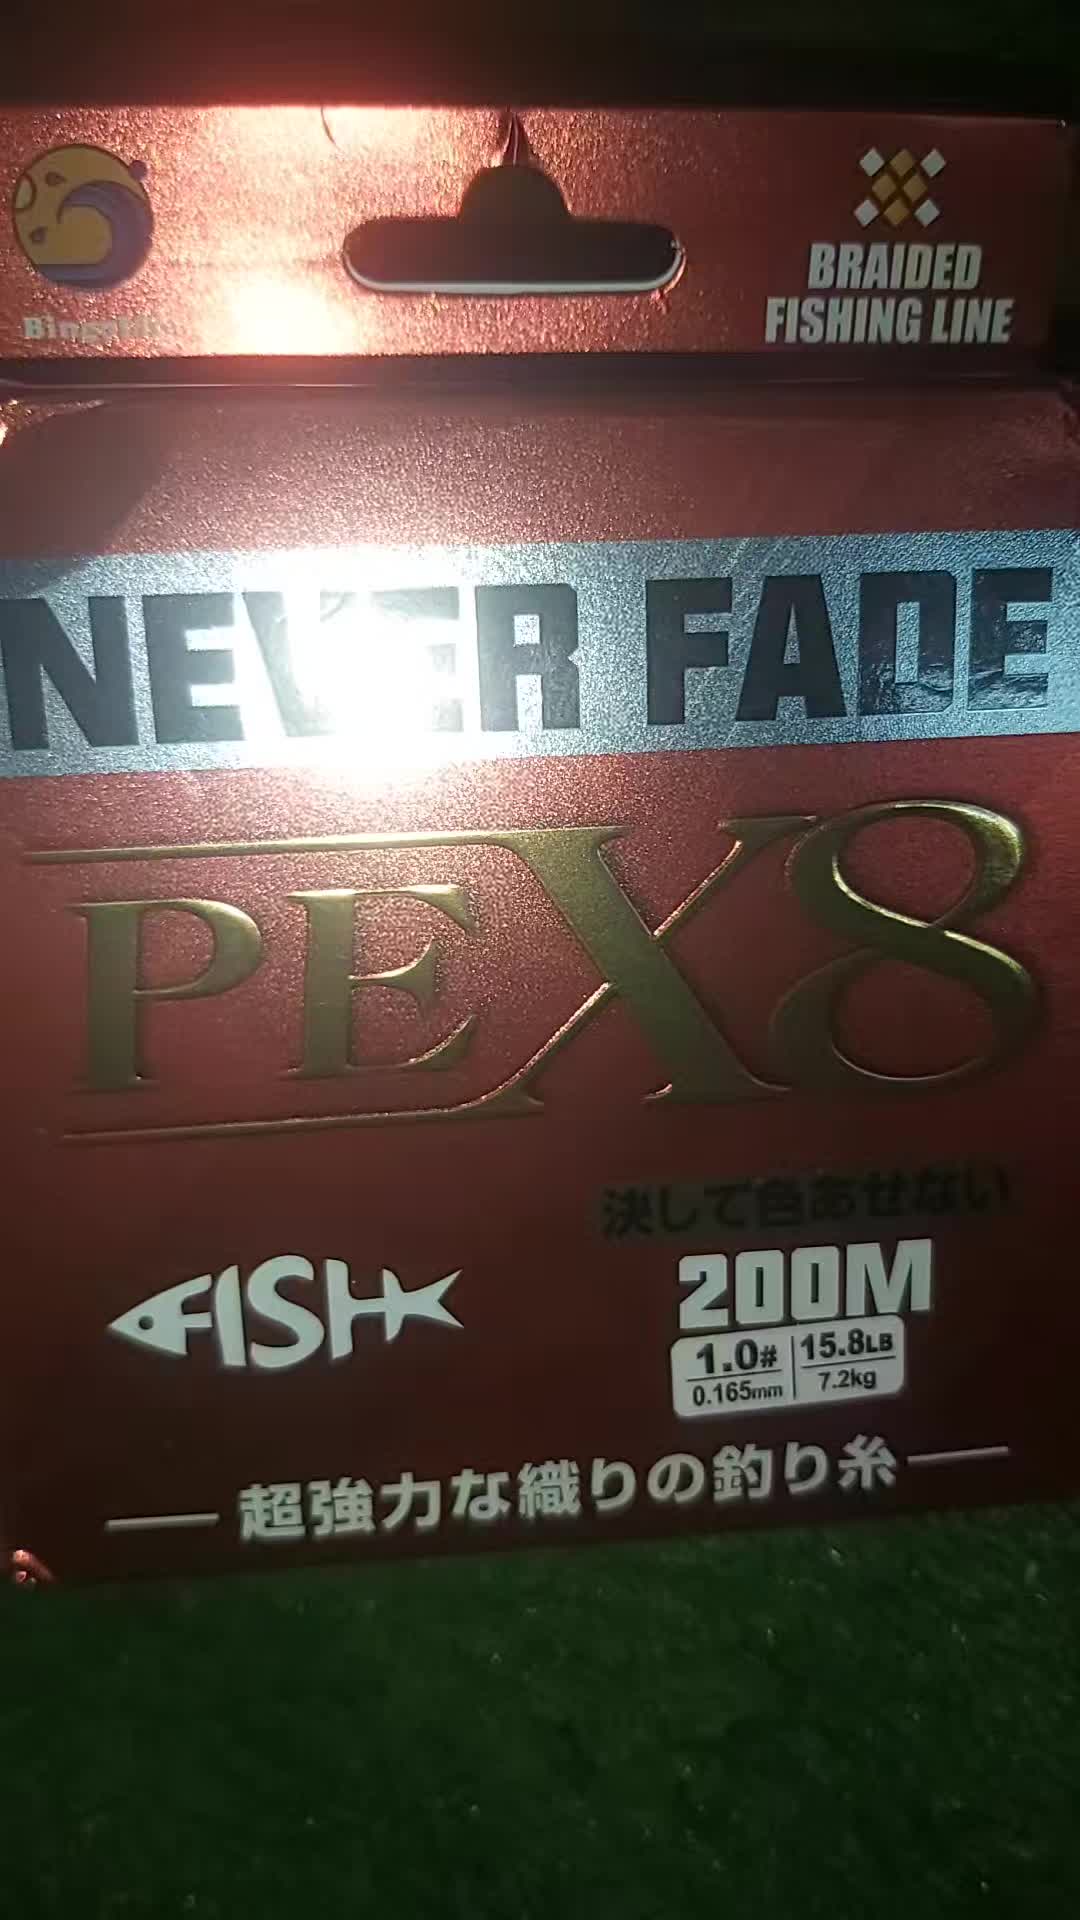 BRAIDED
FISHING LINE
NEVER FADE
PEX8
決して色あせない
FISH
200M
1.0# 15.8LB
0.165mm 7.2kg
超強力な織りの釣り糸